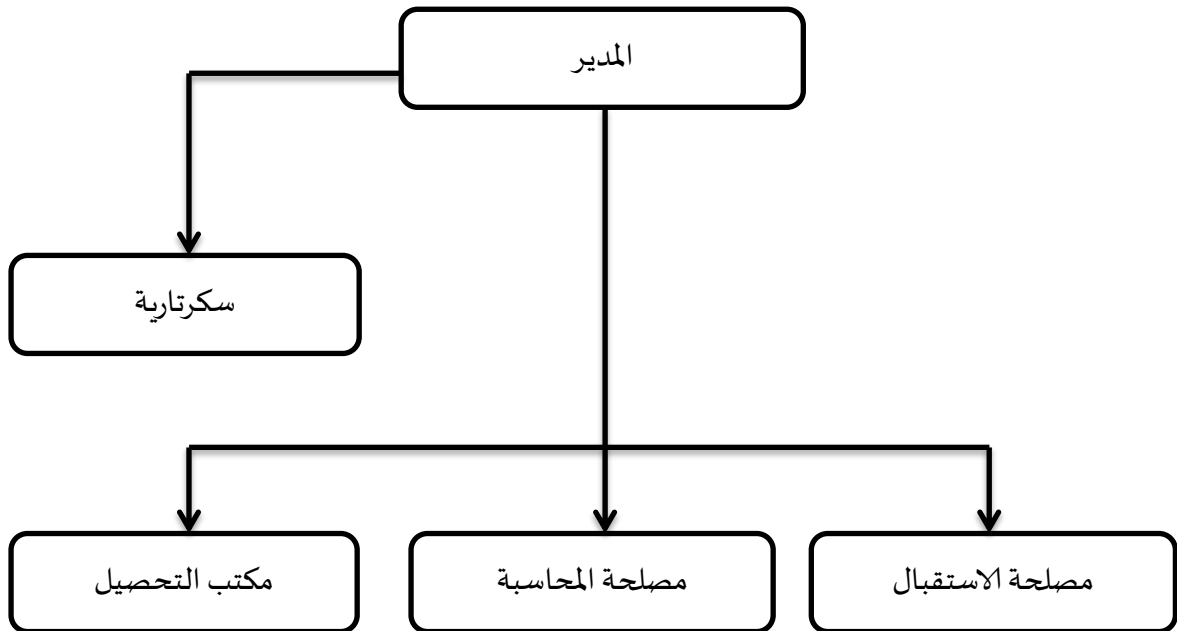 المدير
سكرتارية
مصلحة الاستقبال
مصلحة المحاسبة
مكتب التحصيل